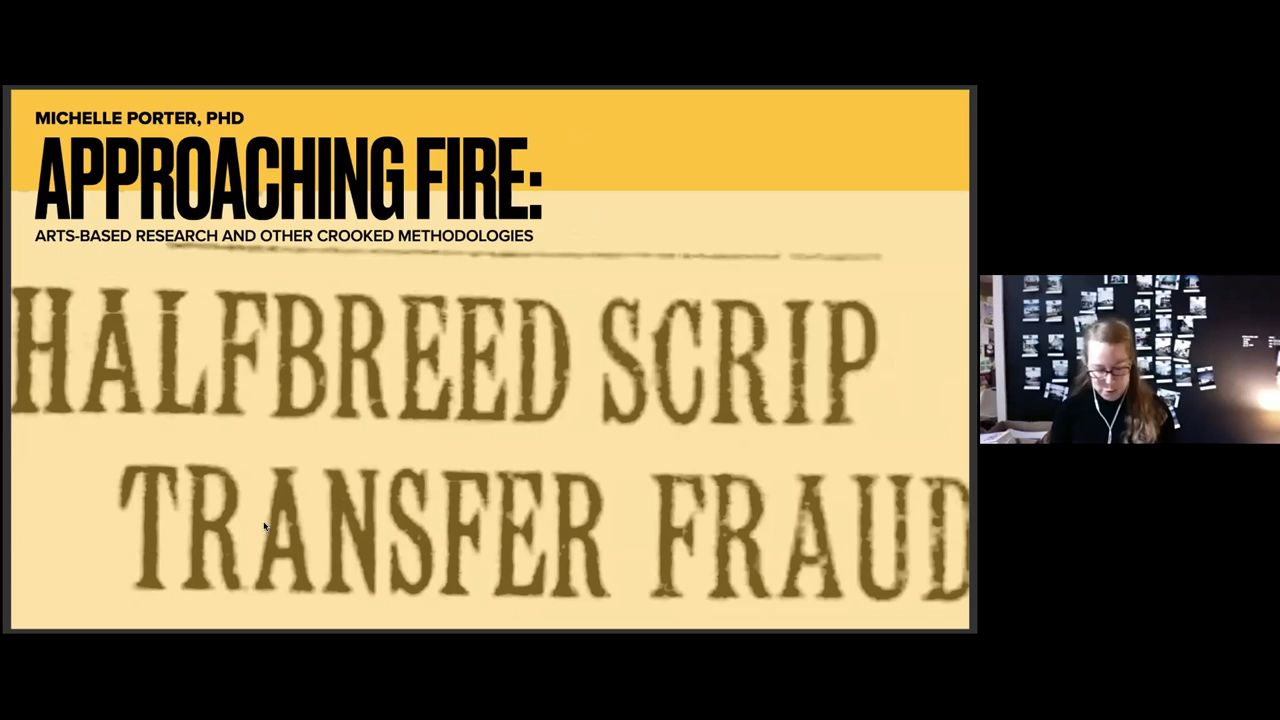 MICHELLE PORTER, PHD
APPROACHING FIRE:
ARTS-BASED RESEARCH AND OTHER CROOKED METHODOLOGIES
HALFBREED SCRIP
TRANSFER FRAUD